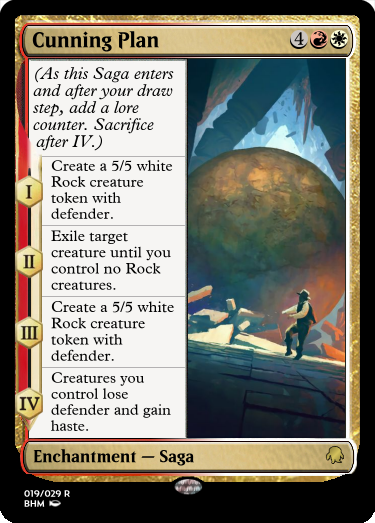 Cunning Plan 4
(As this Saga enters
and after your draw
step, add a lore
counter. Sacrifice
after IV.)
I
Create a 5/5 white
Rock creature
token with
defender.
II
Exile target
creature until you
control no Rock
creatures.
III
Create a 5/5 white
Rock creature
token with
defender.
IV
Creatures you
control lose
defender and gain
haste.
Enchantment — Saga
019/029 R
BHM